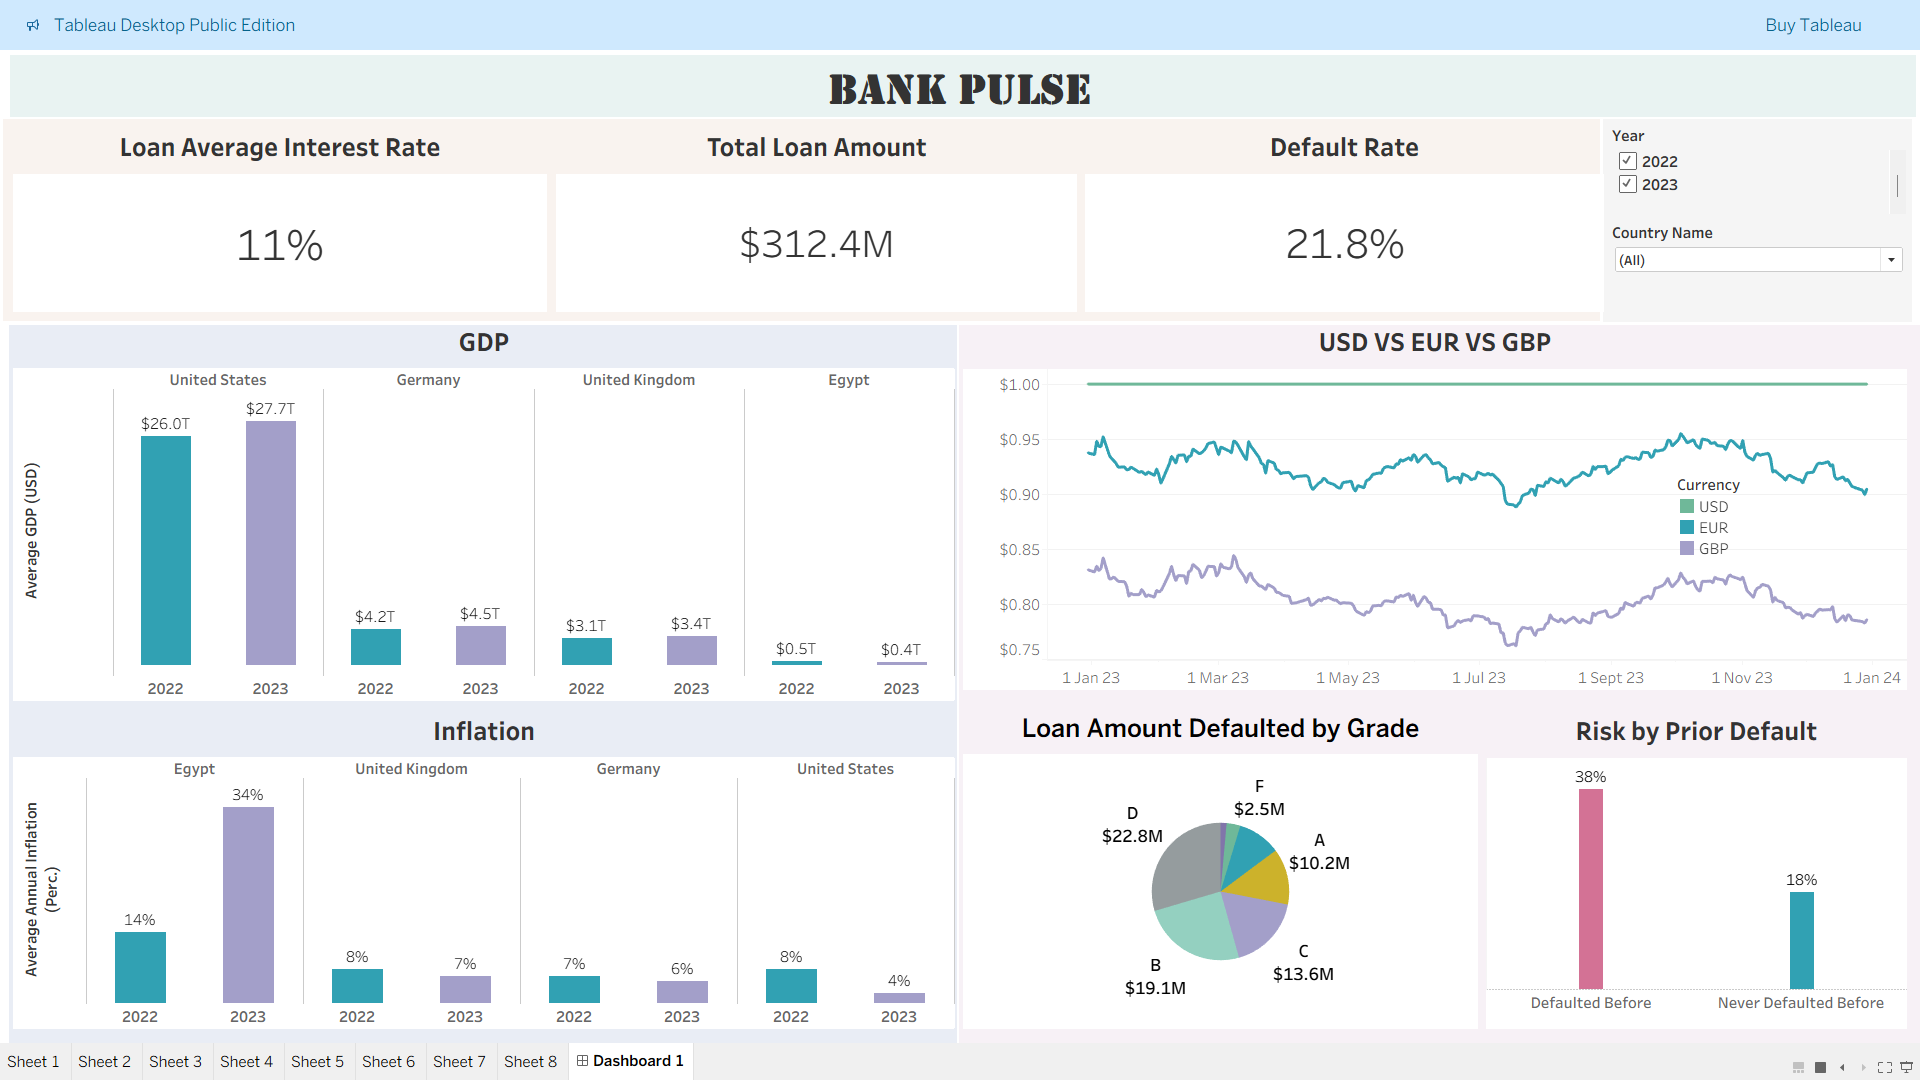 Tableau Desktop Public Edition
Buy Tableau
BANK PULSE
Loan Average Interest Rate
Total Loan Amount
Default Rate
11%
$312.4M
21.8%
Year
2022
2023
Country Name
(All)
GDP
United States
Germany
United Kingdom
Egypt
Average GDP (USD)
$26.0T
$27.7T
$4.2T
$4.5T
$3.1T
$3.4T
$0.5T
$0.4T
2022
2023
2022
2023
2022
2023
2022
2023
USD VS EUR VS GBP
$1.00
$0.95
$0.90
$0.85
$0.80
$0.75
Currency
USD
EUR
GBP
1 Jan 23
1 Mar 23
1 May 23
1 Jul 23
1 Sept 23
1 Nov 23
1 Jan 24
Inflation
Egypt
United Kingdom
Germany
United States
Average Annual Inflation
(Perc.)
14%
34%
8%
7%
7%
6%
8%
4%
2022
2023
2022
2023
2022
2023
2022
2023
Loan Amount Defaulted by Grade
F
$2.5M
D
$22.8M
A
$10.2M
C
$13.6M
B
$19.1M
Risk by Prior Default
38%
18%
Defaulted Before
Never Defaulted Before
Sheet 1
Sheet 2
Sheet 3
Sheet 4
Sheet 5
Sheet 6
Sheet 7
Sheet 8
Dashboard 1